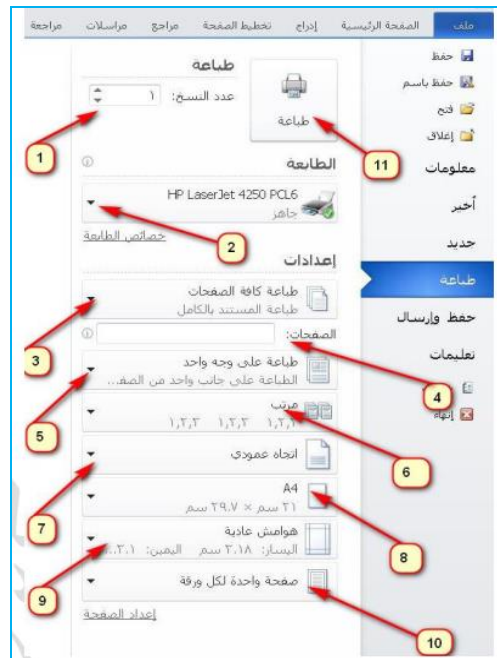 ملف الصفحة الرئيسية إدراج تخطيط الصفحة مراجع مراسلات مراجعة
حفظ
حفظ باسم
فتح
إغلاق
معلومات
أخير
جديد
طباعة
حفظ وإرسال
تعليمات
إنهاء
طباعة
عدد النسخ: ١
طباعة
1
11
الطابعة
HP LaserJet 4250 PCL6
جاهز
2
خصائص الطابعة
إعدادات
طباعة كافة الصفحات
طباعة المستند بالكامل
3
الصفحات:
4
طباعة على وجه واحد
الطباعة على جانب واحد من الصف...
5
مرتب
١,٢,٣ ١,٢,٣ ١,٢,٣
6
اتجاه عمودي
7
A4
٢١ سم × ٢٩.٧ سم
8
هوامش عادية
اليسار: ٣.١٨ سم اليمين: ٣.١...
9
صفحة واحدة لكل ورقة
10
إعداد الصفحة